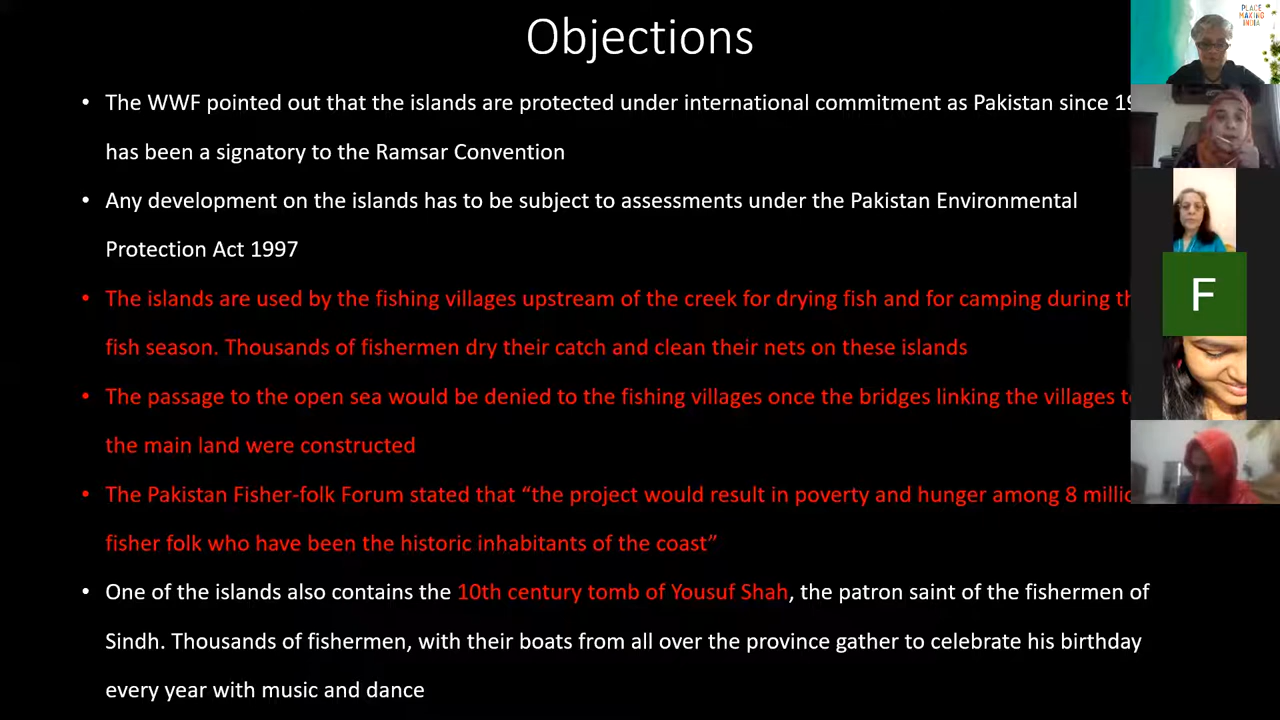 Objections
• The WWF pointed out that the islands are protected under international commitment as Pakistan since
has been a signatory to the Ramsar Convention
• Any development on the islands has to be subject to assessments under the Pakistan Environmental
Protection Act 1997
• The islands are used by the fishing villages upstream of the creek for drying fish and for camping during
fish season. Thousands of fishermen dry their catch and clean their nets on these islands
• The passage to the open sea would be denied to the fishing villages once the bridges linking the villages
the main land were constructed
• The Pakistan Fisher-folk Forum stated that “the project would result in poverty and hunger among 8
fisher folk who have been the historic inhabitants of the coast”
• One of the islands also contains the 10th century tomb of Yousuf Shah, the patron saint of the fishermen of
Sindh. Thousands of fishermen, with their boats from all over the province gather to celebrate his birthday
every year with music and dance
PLACE
MAKING
INDIA
F